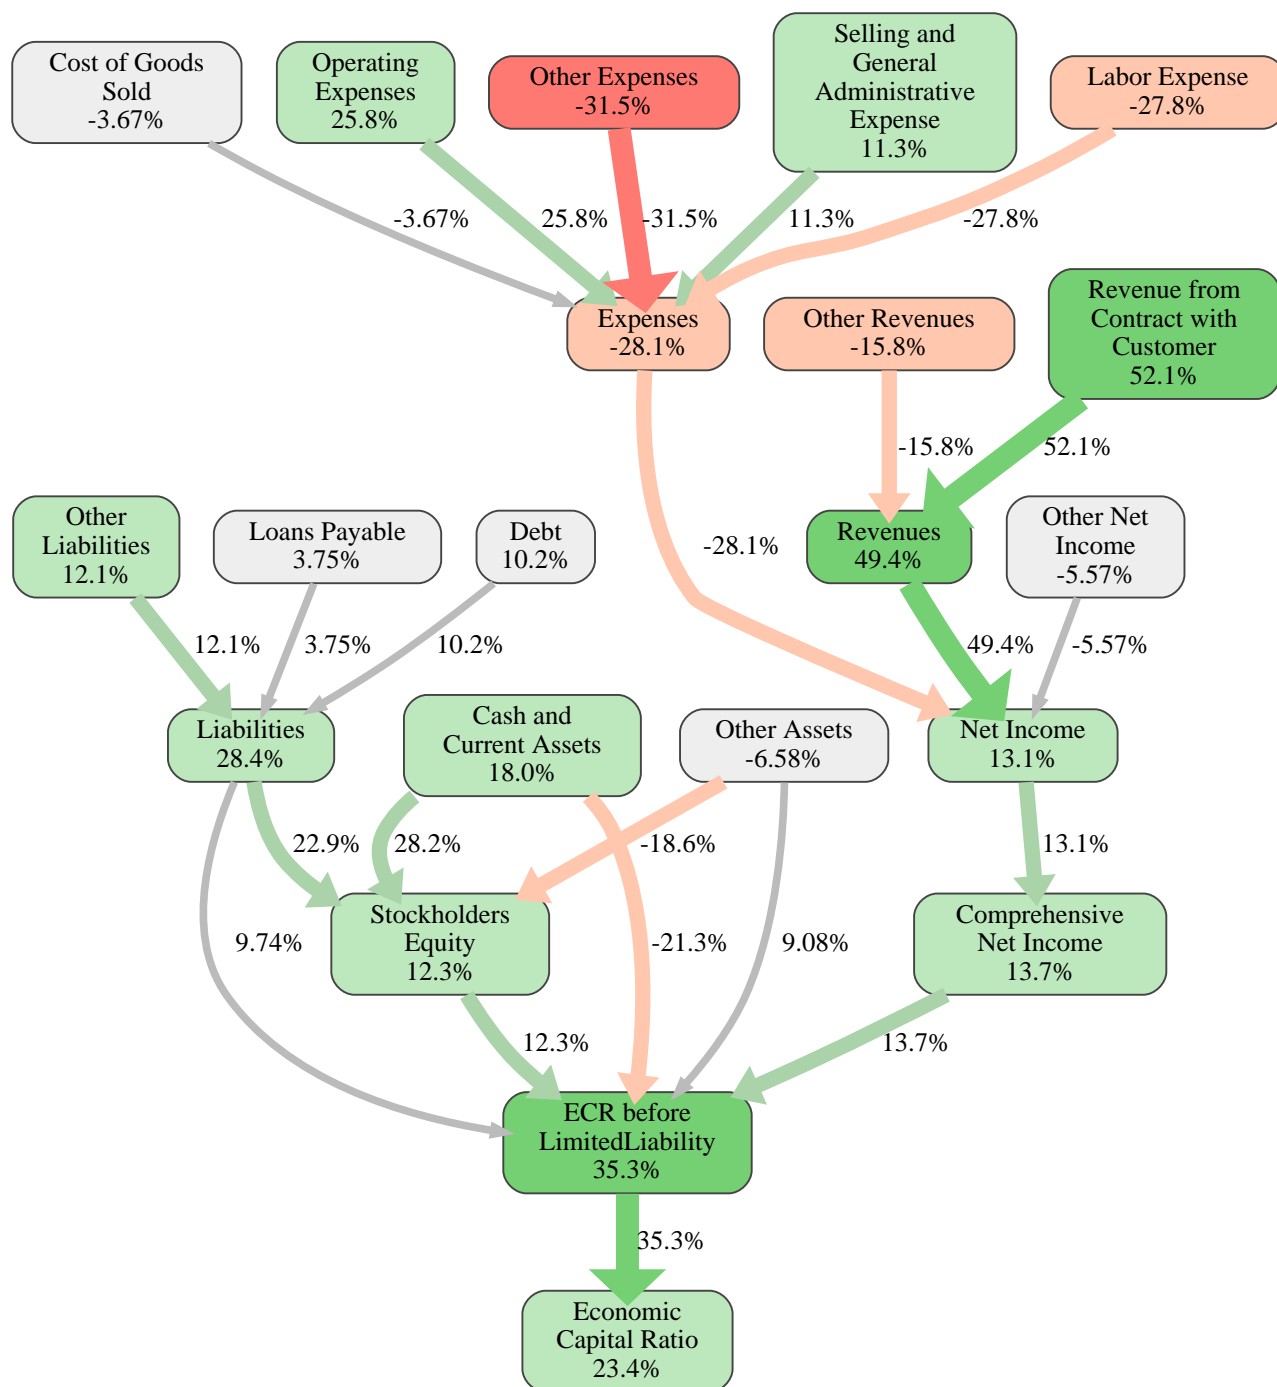 Cost of Goods
Sold
-3.67%
Operating
Expenses
25.8%
Other Expenses
-31.5%
Selling and
General
Administrative
Expense
11.3%
Labor Expense
-27.8%
-3.67%
25.8%
-31.5%
11.3%
-27.8%
Expenses
-28.1%
Other Revenues
-15.8%
Revenue from
Contract with
Customer
52.1%
-15.8%
52.1%
Other
Liabilities
12.1%
Loans Payable
3.75%
Debt
10.2%
-28.1%
Revenues
49.4%
Other Net
Income
-5.57%
12.1%
3.75%
10.2%
49.4%
-5.57%
Liabilities
28.4%
Cash and
Current Assets
18.0%
Other Assets
-6.58%
Net Income
13.1%
22.9%
28.2%
-18.6%
13.1%
9.74%
Stockholders
Equity
12.3%
-21.3%
9.08%
Comprehensive
Net Income
13.7%
12.3%
13.7%
ECR before
LimitedLiability
35.3%
35.3%
Economic
Capital Ratio
23.4%